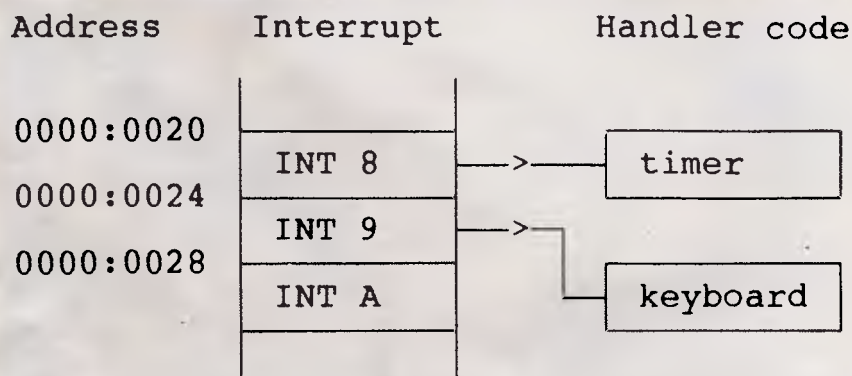 Address Interrupt Handler code
0000:0020
INT 8 > timer
0000:0024
INT 9 >
0000:0028
INT A keyboard